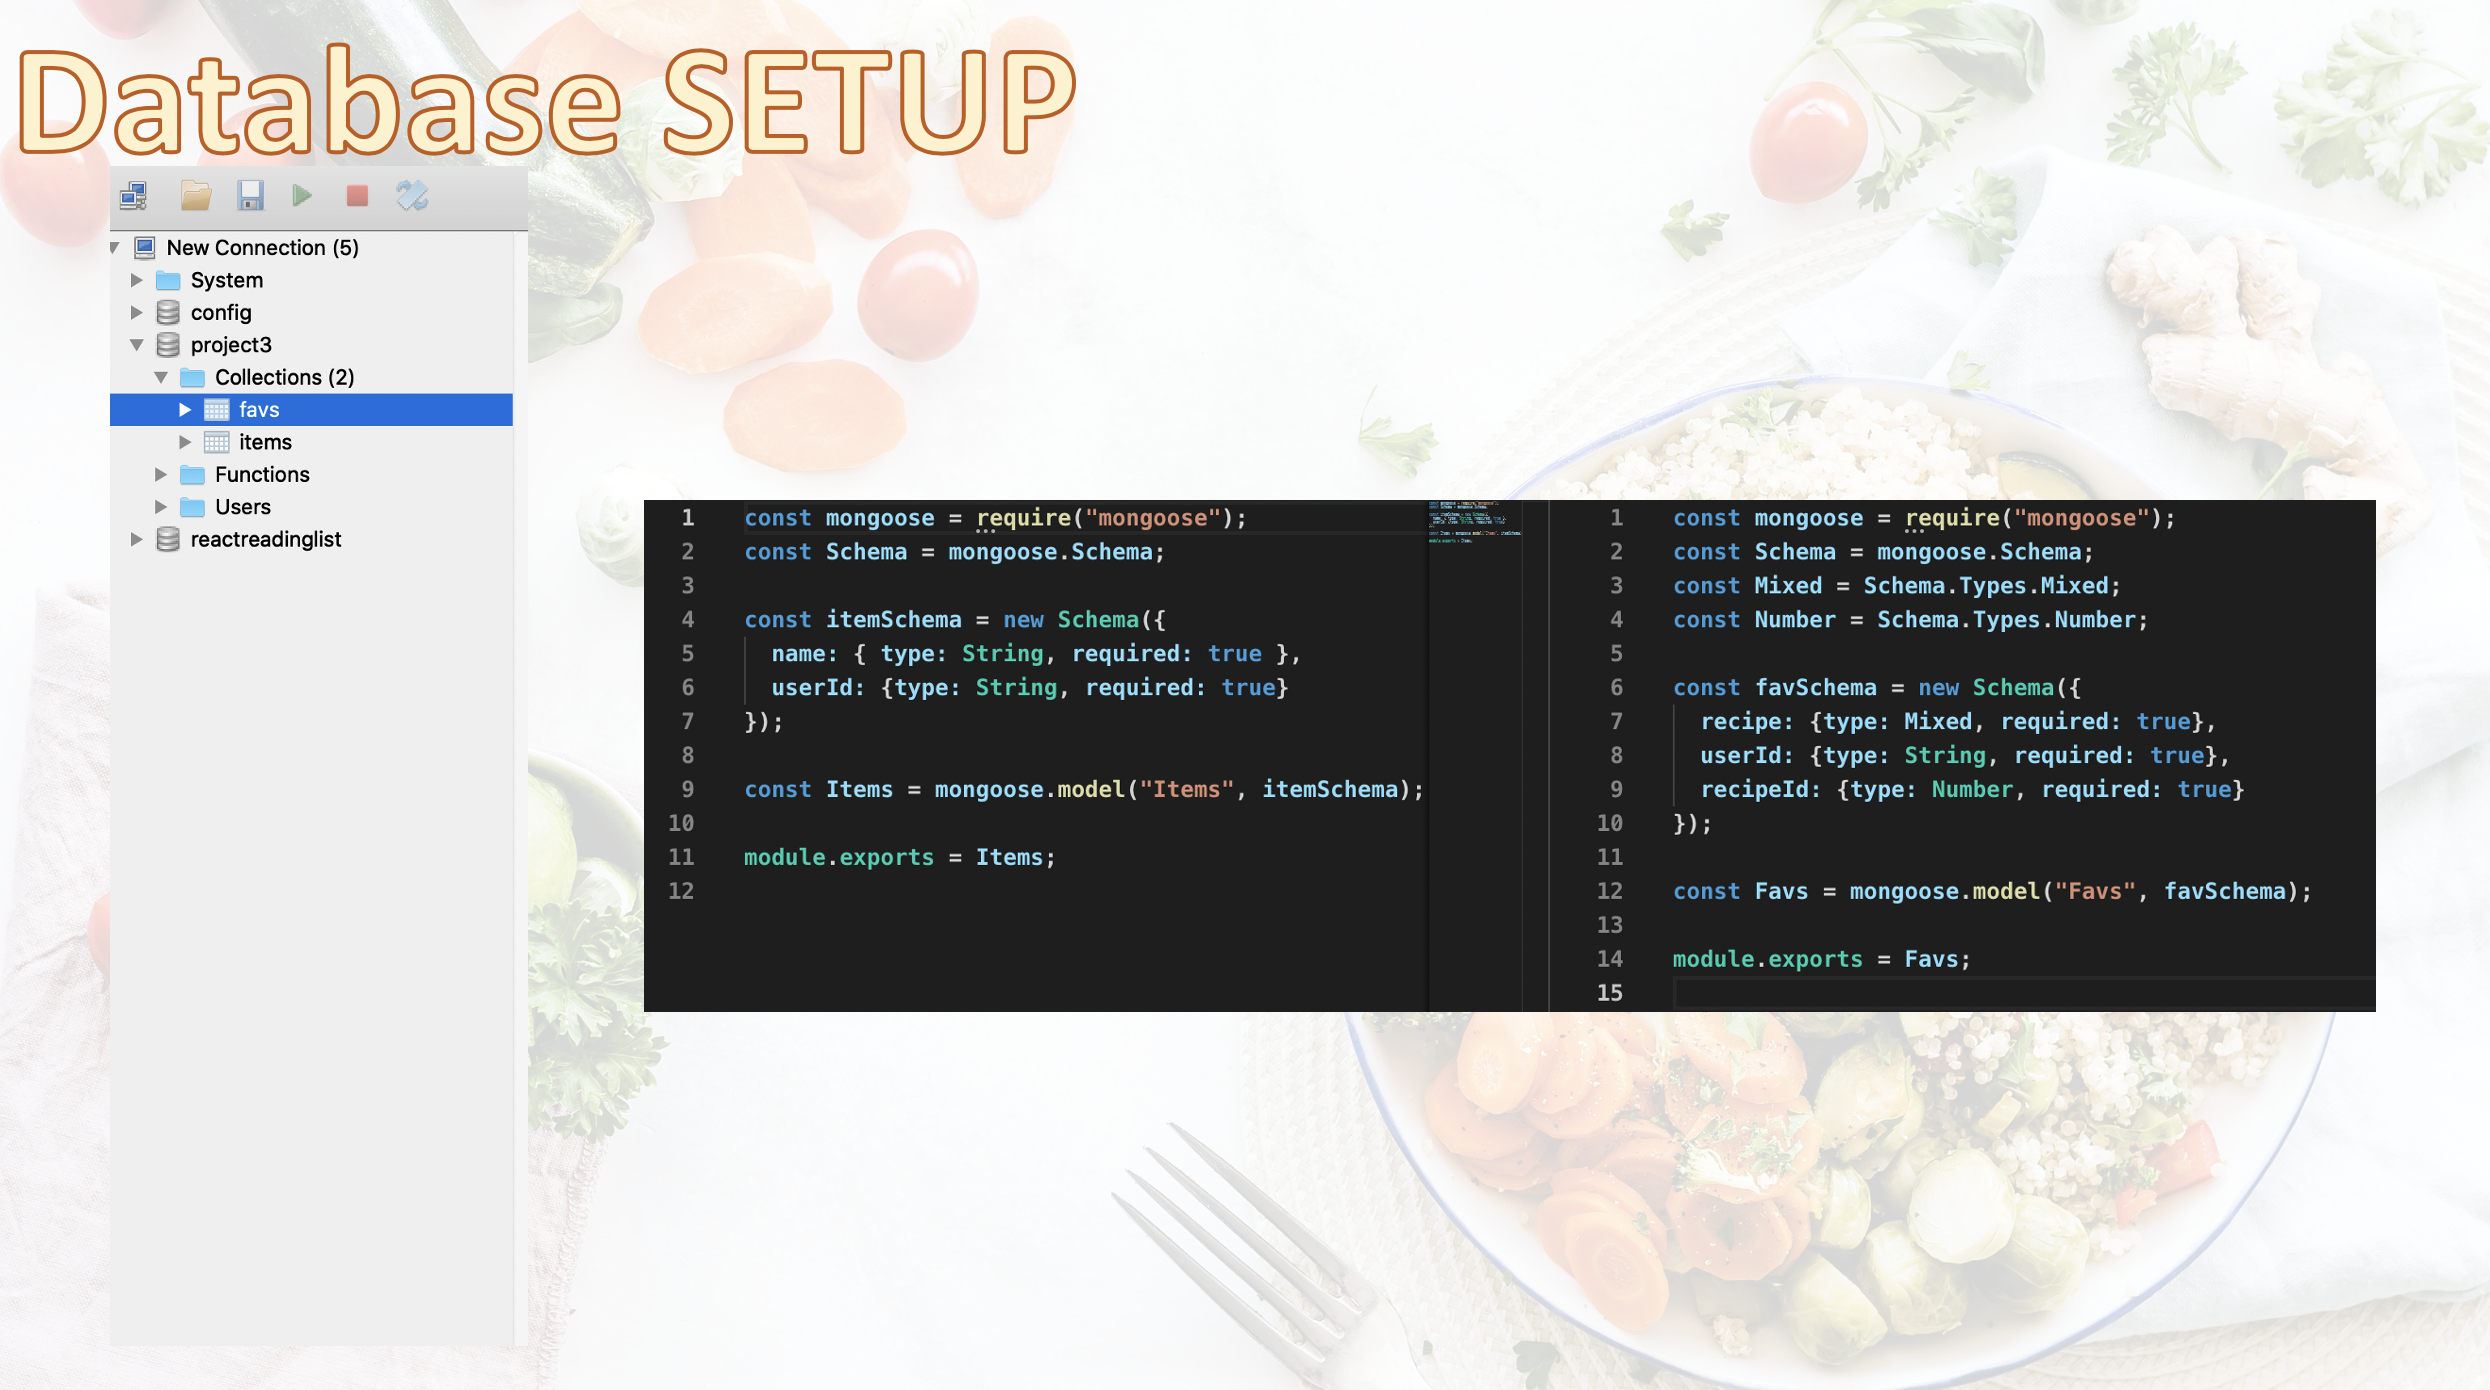 Database SETUP
New Connection (5)
System
config
project3
Collections (2)
favs
items
Functions
Users
reactreadinglist
1 const mongoose = require("mongoose");
2 const Schema = mongoose.Schema;
3
4 const itemSchema = new Schema({
5 name: { type: String, required: true },
6 userId: {type: String, required: true}
7 });
8
9 const Items = mongoose.model("Items", itemSchema);
10
11 module.exports = Items;
12
1 const mongoose = require("mongoose");
2 const Schema = mongoose.Schema;
3 const Mixed = Schema.Types.Mixed;
4 const Number = Schema.Types.Number;
5
6 const favSchema = new Schema({
7 recipe: {type: Mixed, required: true},
8 userId: {type: String, required: true},
9 recipeId: {type: Number, required: true}
10 });
11
12 const Favs = mongoose.model("Favs", favSchema);
13
14 module.exports = Favs;
15